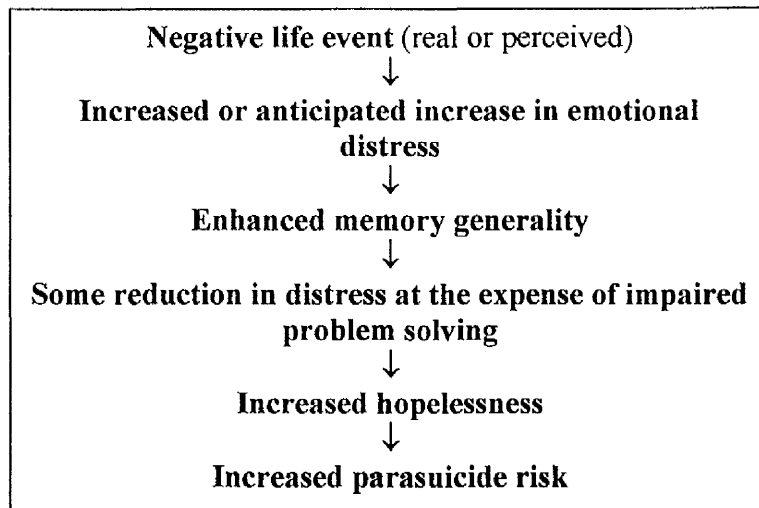 Negative life event (real or perceived)
↓
Increased or anticipated increase in emotional
distress
↓
Enhanced memory generality
↓
Some reduction in distress at the expense of impaired
problem solving
↓
Increased hopelessness
↓
Increased parasuicide risk